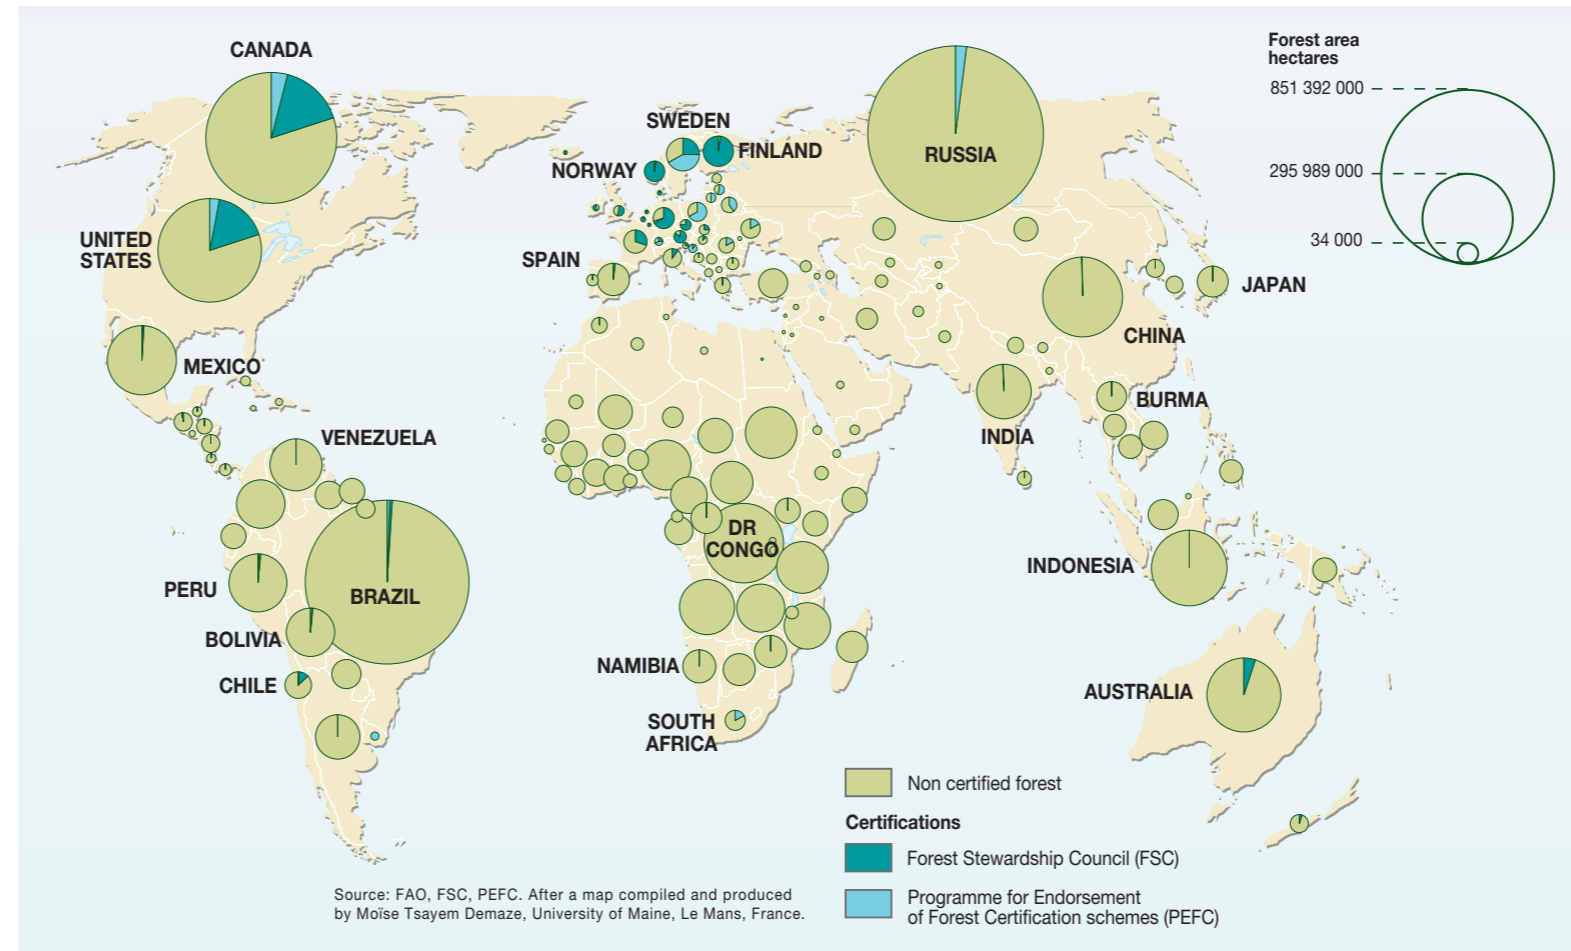 CANADA
SWEDEN
FINLAND
NORWAY
RUSSIA
Forest area
hectares
851 392 000
295 989 000
34 000
UNITED
STATES
SPAIN
JAPAN
CHINA
MEXICO
BURMA
INDIA
VENEZUELA
DR
CONGO
INDONESIA
PERU
BRAZIL
BOLIVIA
CHILE
NAMIBIA
AUSTRALIA
SOUTH
AFRICA
Non certified forest
Certifications
Forest Stewardship Council (FSC)
Programme for Endorsement
of Forest Certification schemes (PEFC)
Source: FAO, FSC, PEFC. After a map compiled and produced
by Moïse Tsayem Demaze, University of Maine, Le Mans, France.